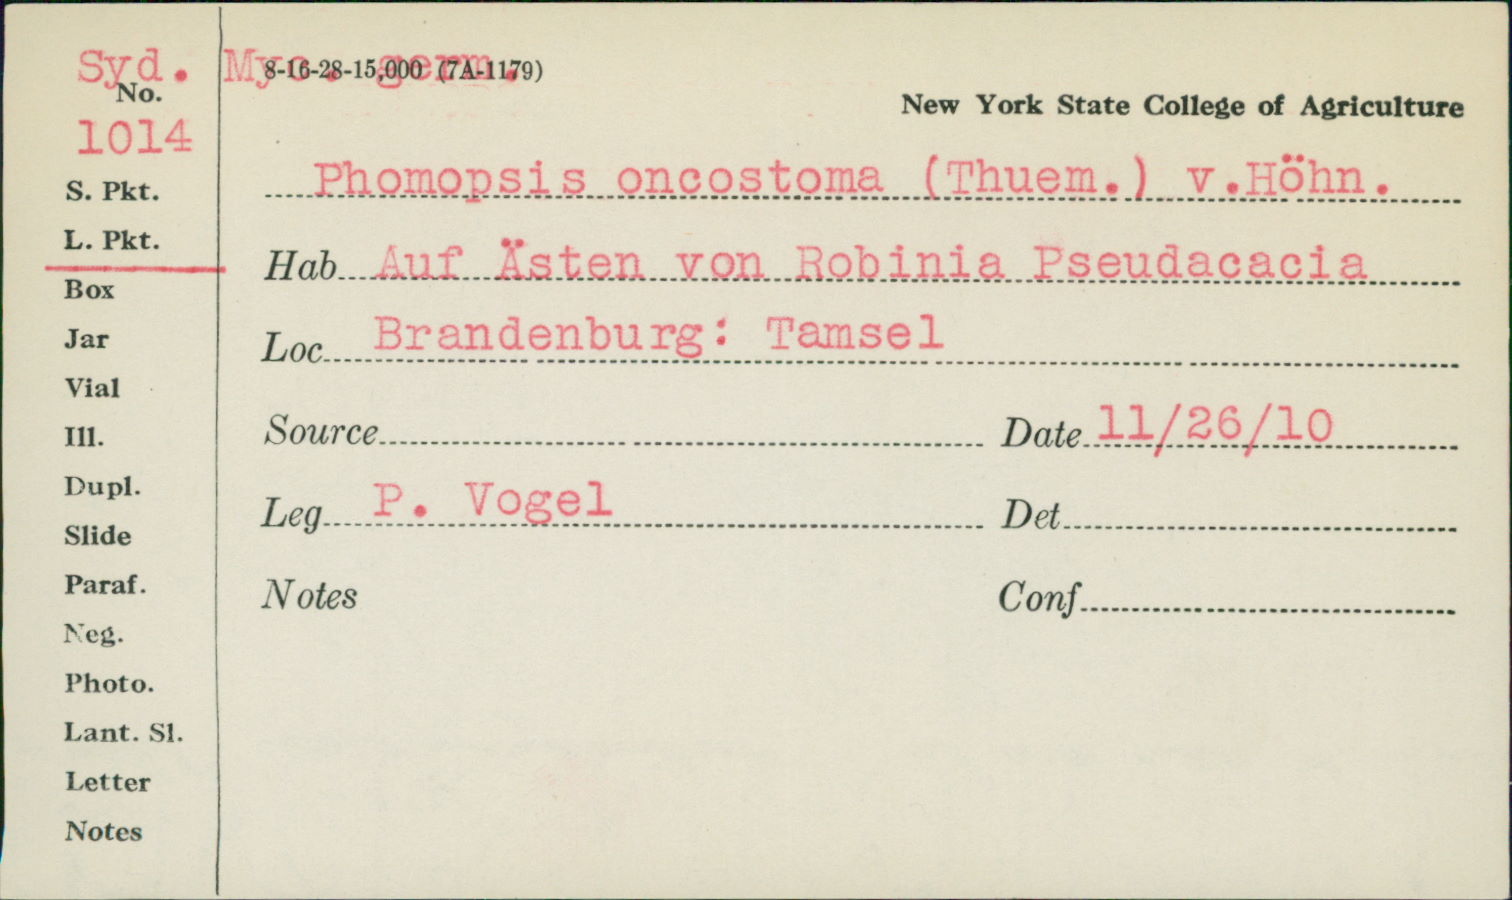 Syd. Myc. germ.
8-16-28-15,000 (7A-1179)
No.
1014
New York State College of Agriculture
S. Pkt.
Phomopsis oncostoma (Thuem.) v.Höhn.
L. Pkt.
Hab. Auf Ästen von Robinia Pseudacacia
Box
Jar
Loc. Brandenburg: Tamsel
Vial
Ill.
Source Date 11/26/10
Dupl.
Leg. P. Vogel Det.
Slide
Paraf.
Notes Conf.
Neg.
Photo.
Lant. Sl.
Letter
Notes